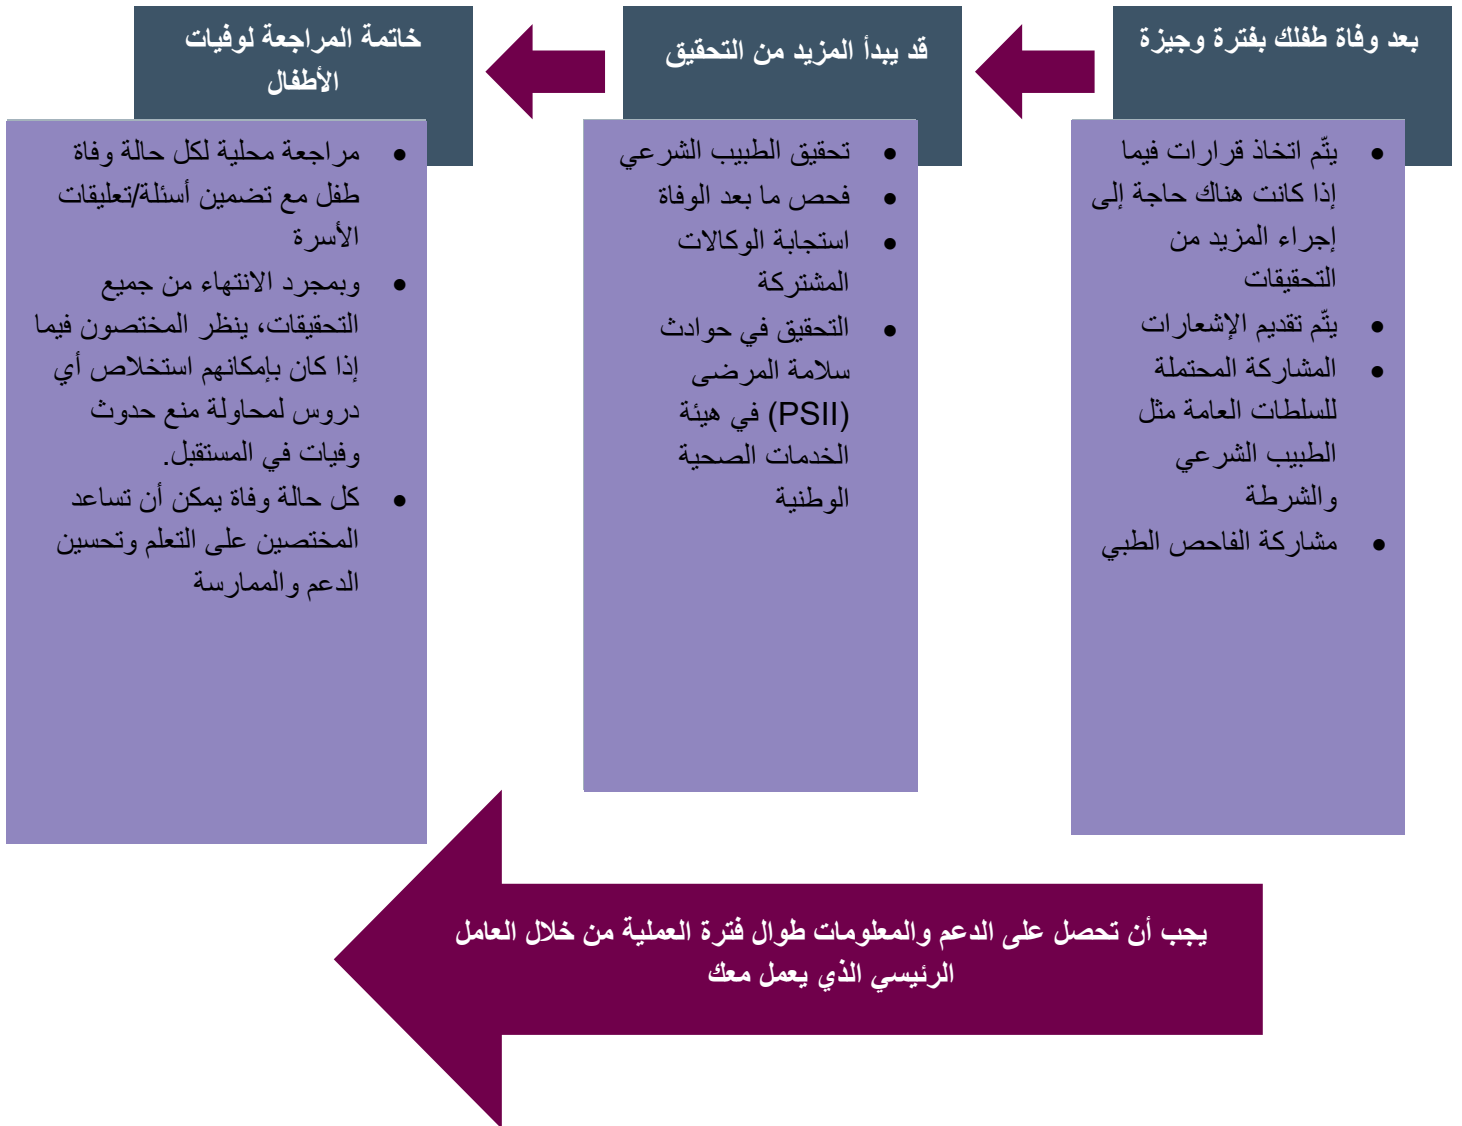 بعد وفاة طفلك بفترة وجيزة
يتّم اتخاذ قرارات فيما
إذا كانت هناك حاجة إلى
إجراء المزيد من
التحقيقات
يتّم تقديم الإشعارات
المشاركة المحتملة
للسلطات العامة مثل
الطبيب الشرعي
والشرطة
مشاركة الفاحص الطبي
قد يبدأ المزيد من التحقيق
تحقيق الطبيب الشرعي
فحص ما بعد الوفاة
استجابة الوكالات
المشتركة
التحقيق في حوادث
سلامة المرضى
(PSII) في هيئة
الخدمات الصحية
الوطنية
خاتمة المراجعة لوفيات
الأطفال
مراجعة محلية لكل حالة وفاة
طفل مع تضمين أسئلة/تعليقات
الأسرة
وبمجرد الانتهاء من جميع
التحقيقات، ينظر المختصون فيما
إذا كان بإمكانهم استخلاص أي
دروس لمحاولة منع حدوث
وفيات في المستقبل.
كل حالة وفاة يمكن أن تساعد
المختصين على التعلم وتحسين
الدعم والممارسة
يجب أن تحصل على الدعم والمعلومات طوال فترة العملية من خلال العامل
الرئيسي الذي يعمل معك